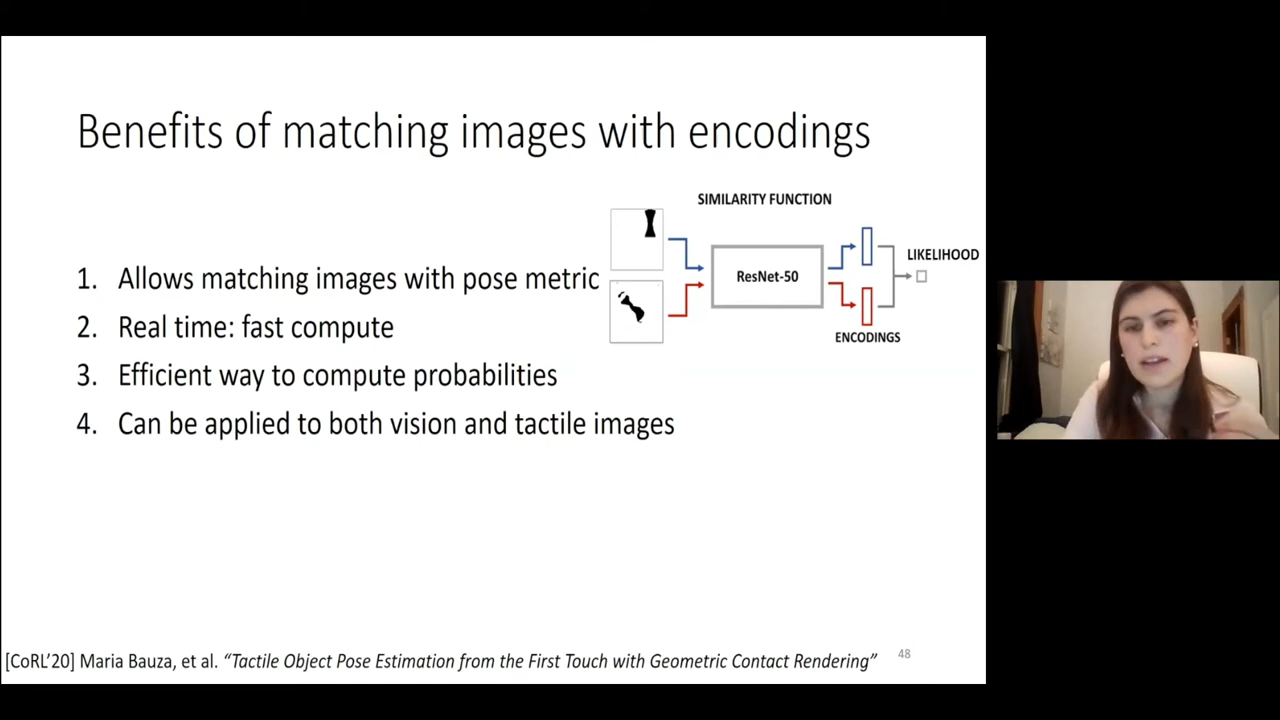 Benefits of matching images with encodings
SIMILARITY FUNCTION
LIKELIHOOD
ResNet-50
ENCODINGS
1. Allows matching images with pose metric
2. Real time: fast compute
3. Efficient way to compute probabilities
4. Can be applied to both vision and tactile images
[CoRL'20] Maria Bauza, et al. “Tactile Object Pose Estimation from the First Touch with Geometric Contact Rendering”
48